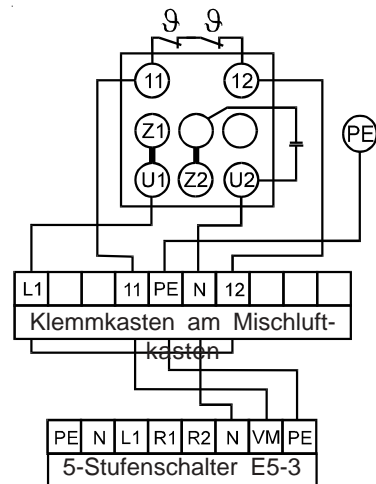 ϑ ϑ
11 12
Z1
PE
U1 Z2 U2
L1 11 PE N 12
Klemmkasten am Mischluft-
kasten
PE N L1 R1 R2 N VM PE
5-Stufenschalter E5-3